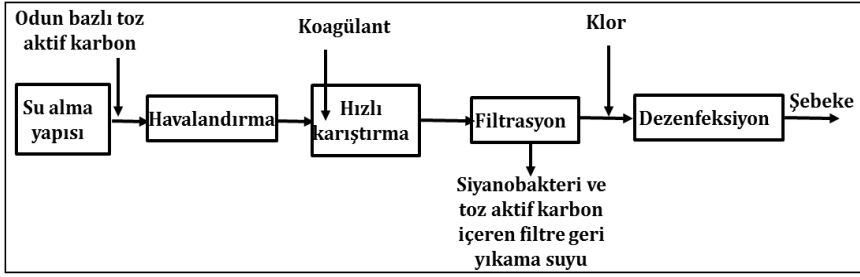 Odun bazlı toz
aktif karbon
Koagülant
Klor
Su alma
yapısı
Havalandırma
Hızlı
karıştırma
Filtrasyon
Dezenfeksiyon
Şebeke
Siyanobakteri ve
toz aktif karbon
içeren filtre geri
yıkama suyu